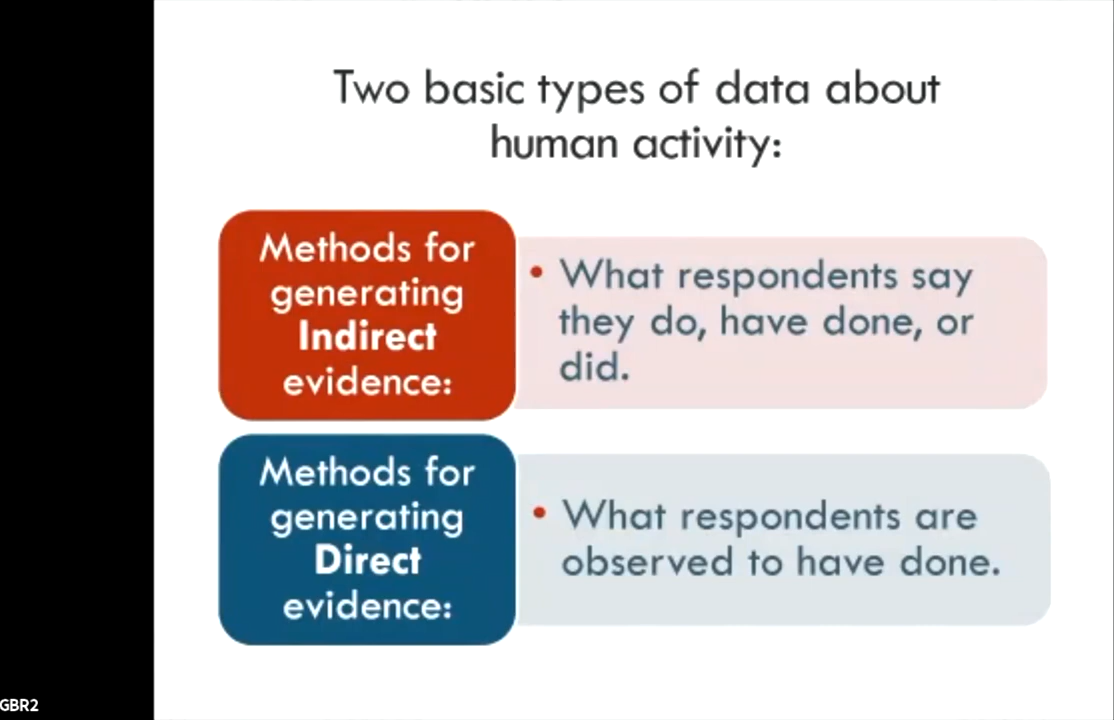 Two basic types of data about
human activity:
Methods for
generating
Indirect
evidence:
• What respondents say
they do, have done, or
did.
Methods for
generating
Direct
evidence:
• What respondents are
observed to have done.
GBR2